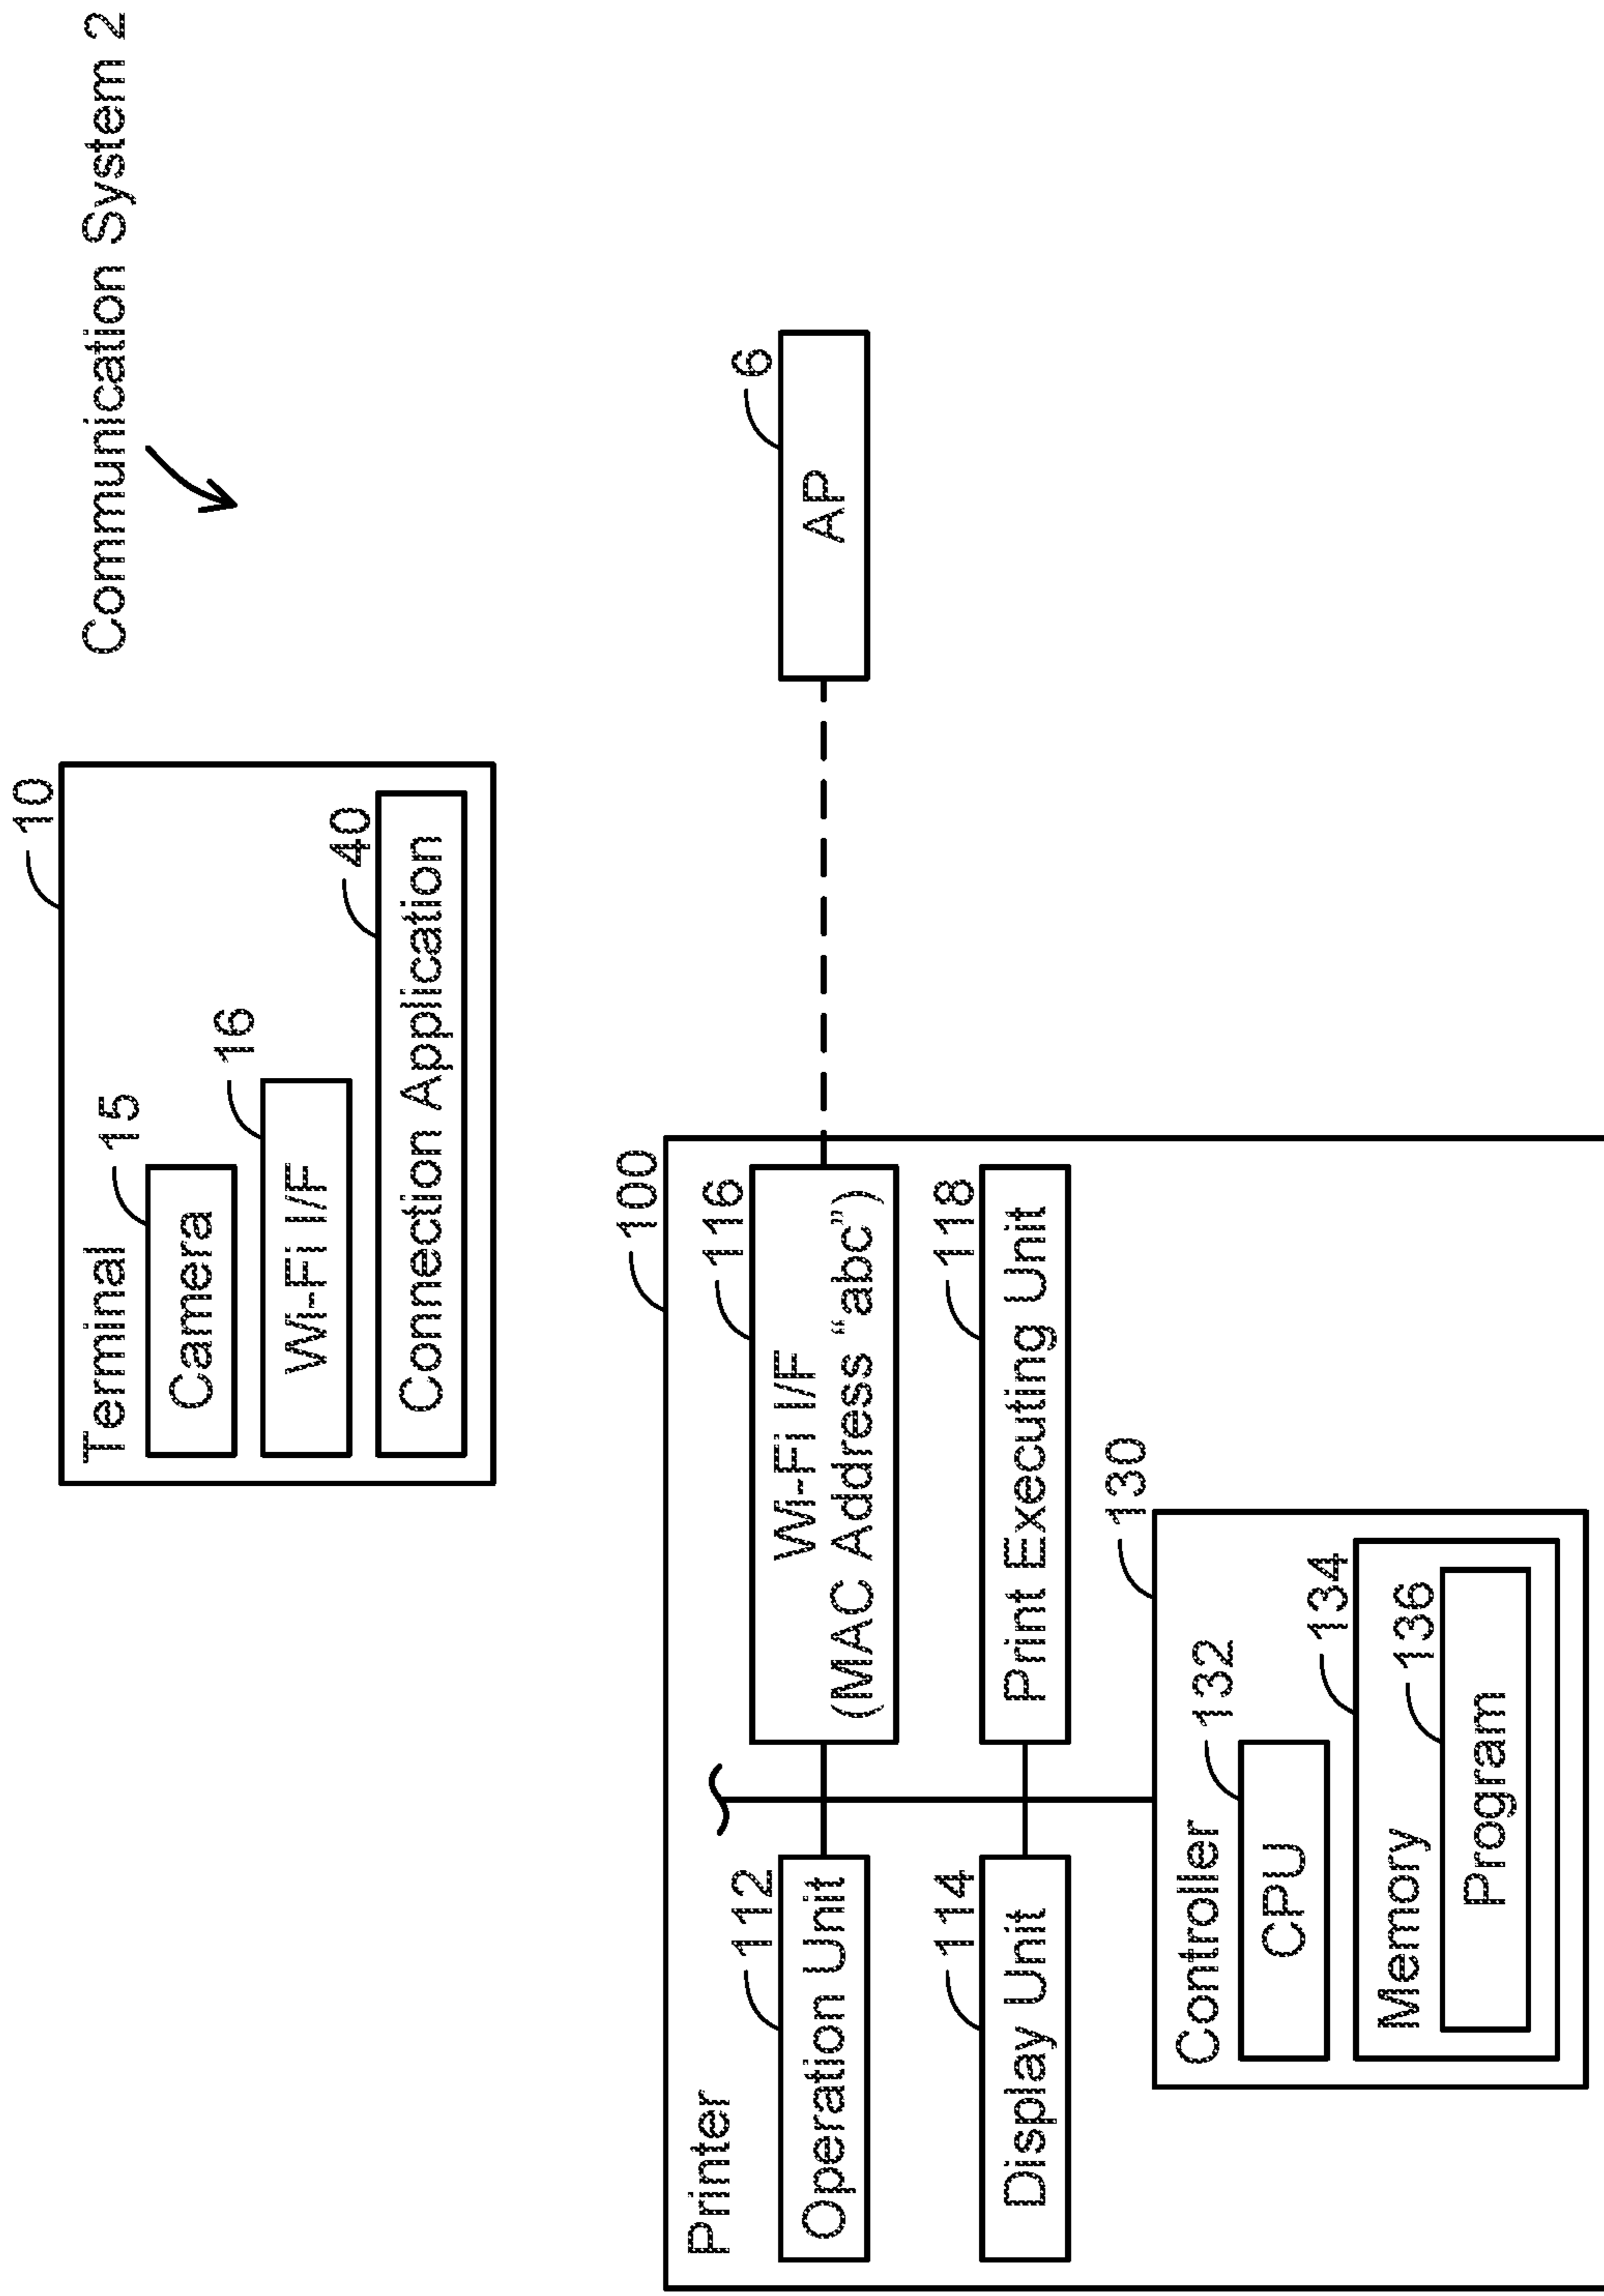 Communication System 2
10
Terminal
15
Camera
16
Wi-Fi I/F
40
Connection Application
6
AP
100
Printer
112
Operation Unit
116
Wi-Fi I/F
(MAC Address “abc”)
114
Display Unit
118
Print Executing Unit
130
Controller
132
CPU
134
Memory
136
Program